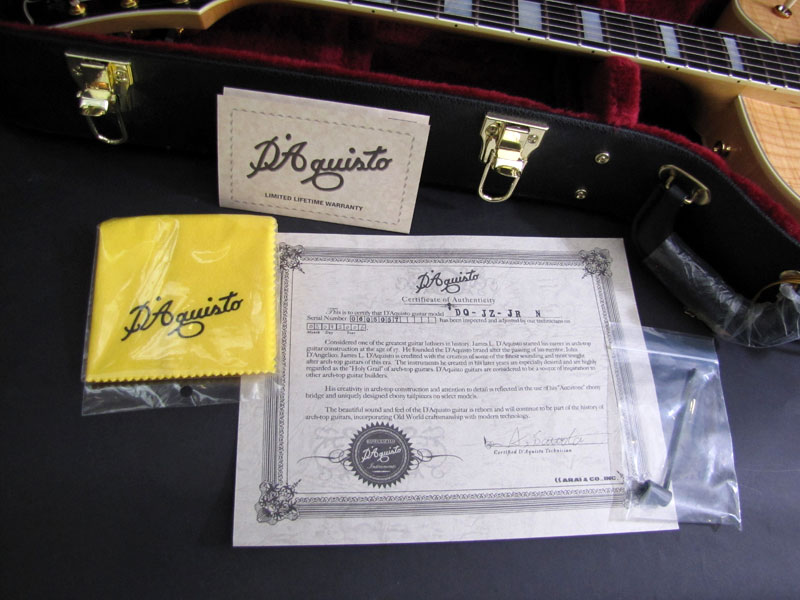 D'Aquisto
LIMITED LIFETIME WARRANTY
D'Aquisto
D'Aquisto
Certificate of Authenticity
This is to certify that D'Aquisto guitar model DQ-JZ-JR N
Serial Number has been inspected and adjusted by our technicians on
Month Day Year
Considered one of the greatest guitar luthiers in history, James L. D'Aquisto started his career in arch-top
guitar construction at the age of 17. He founded the D'Aquisto brand after the passing of his mentor, John
D'Angelico. James L. D'Aquisto is credited with the creation of some of the finest sounding and most sought
after arch-top guitars of this era. The instruments he created in his later years are especially desired and are highly
regarded as the "Holy Grail" of arch-top guitars. D'Aquisto guitars are considered to be a source of inspiration to
other arch-top guitar builders.
His creativity in arch-top construction and attention to detail is reflected in the use of his ebony
bridge and uniquely designed ebony tailpieces on select models.
The beautiful sound and feel of the D'Aquisto guitar is reborn and will continue to be part of the history of
arch-top guitars, incorporating Old World craftsmanship with modern technology.
D'Aquisto
Certified D'Aquisto Technician
ARAI & CO., INC.